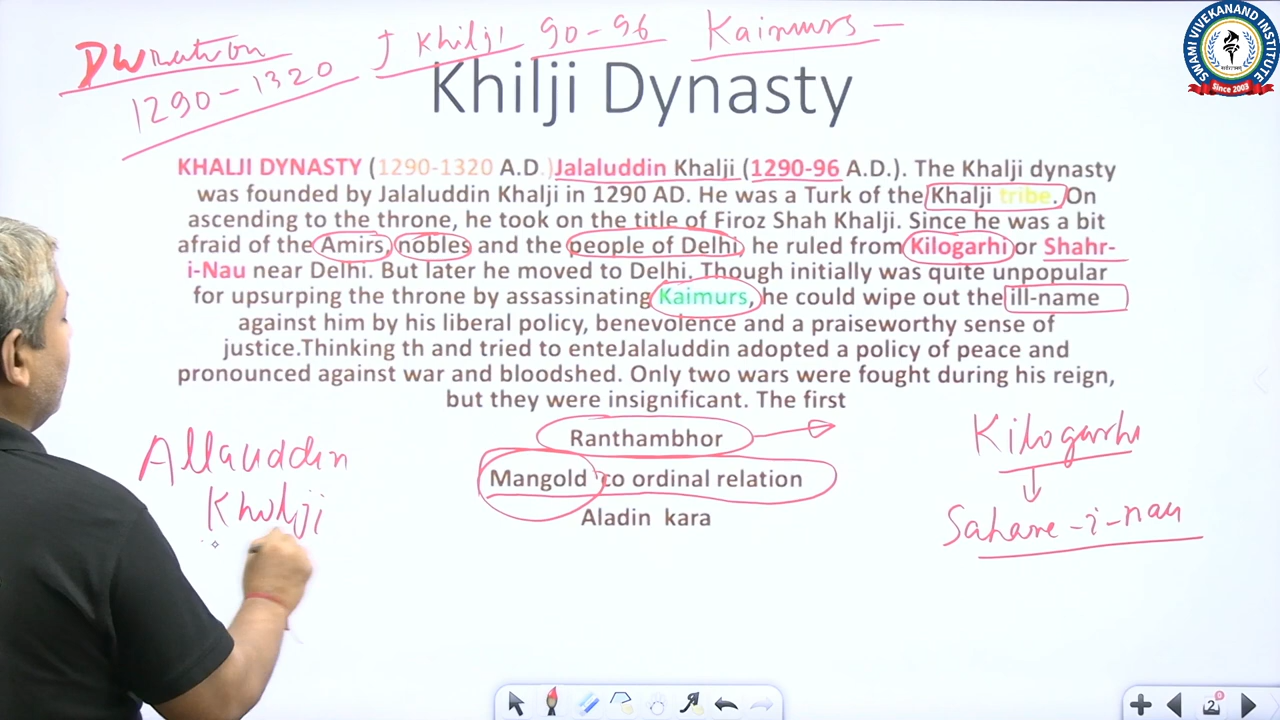 Duration
1290-1320
J Khilji 90-96 Kaimurs -
SWAMI VIVEKANAND INSTITUTE
Since 2003
Khilji Dynasty
KHALJI DYNASTY (1290-1320 A.D.)Jalaluddin Khalji (1290-96 A.D.). The Khalji dynasty
was founded by Jalaluddin Khalji in 1290 AD. He was a Turk of the Khalji tribe. On
ascending to the throne, he took on the title of Firoz Shah Khalji. Since he was a bit
afraid of the Amirs, nobles and the people of Delhi, he ruled from Kilogarhi or Shahr-
i-Nau near Delhi. But later he moved to Delhi. Though initially was quite unpopular
for upsurping the throne by assassinating Kaimurs, he could wipe out the ill-name
against him by his liberal policy, benevolence and a praiseworthy sense of
justice.Thinking th and tried to enteJalaluddin adopted a policy of peace and
pronounced against war and bloodshed. Only two wars were fought during his reign,
but they were insignificant. The first
Ranthambhor
Mangold co ordinal relation
Aladin kara
Allauddin
Kholji
Kilogarhi
Sahare-i-nau
2